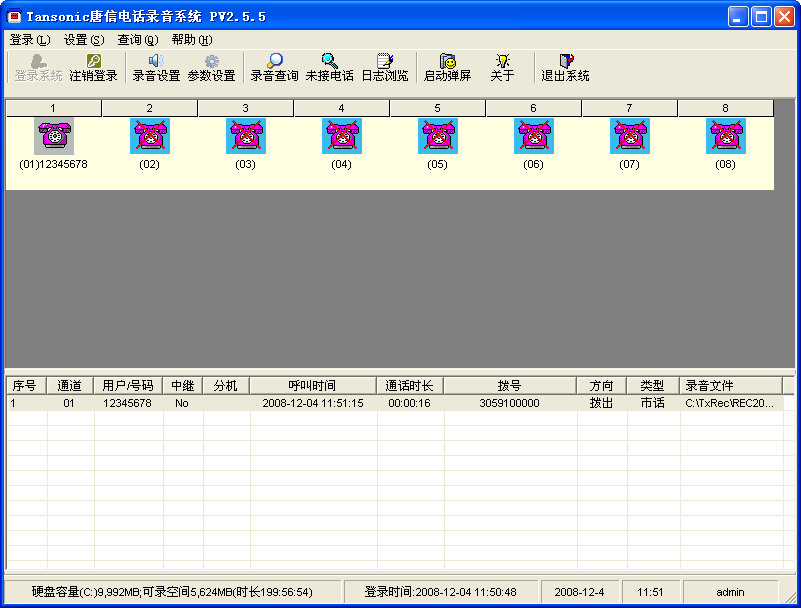 Tansonic唐信电话录音系统 PV2.5.5
登录(L) 设置(S) 查询(Q) 帮助(H)
登录系统 注销登录 录音设置 参数设置 录音查询 未接电话 日志浏览 启动弹屏 关于 退出系统
1 2 3 4 5 6 7 8
(01)12345678 (02) (03) (04) (05) (06) (07) (08)
序号 通道 用户/号码 中继 分机 呼叫时间 通话时长 拨号 方向 类型 录音文件
1 01 12345678 No 2008-12-04 11:51:15 00:00:16 3059100000 拨出 市话 C:\TxRec\REC20...
硬盘容量(C:)9,992MB;可录空间5,624MB(时长199:56:54) 登录时间:2008-12-04 11:50:48 2008-12-4 11:51 admin